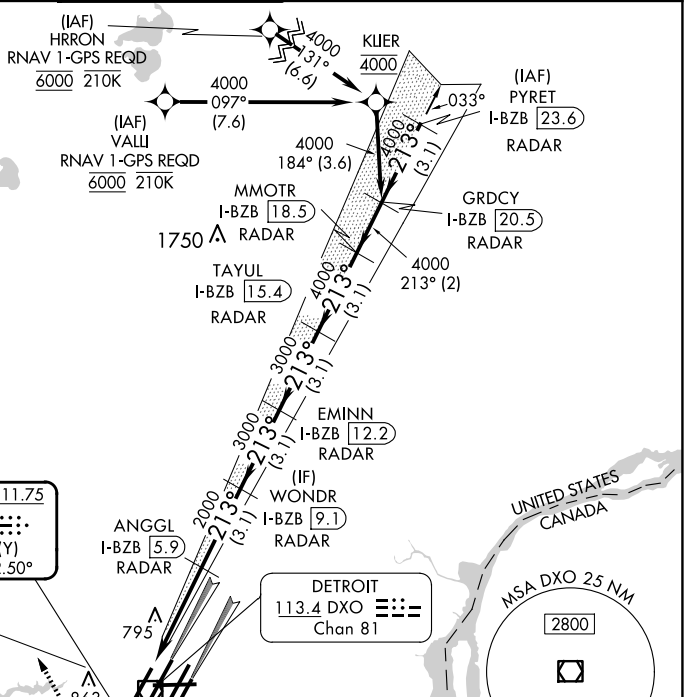 (IAF)
HRRON
RNAV 1-GPS REQD
6000 210K
4000
131°
(6.6)
KLIER
4000
(IAF)
VALLI
RNAV 1-GPS REQD
6000 210K
4000
097°
(7.6)
033°
(IAF)
PYRET
I-BZB 23.6
RADAR
4000
213°
(3.1)
4000
184° (3.6)
GRDCY
I-BZB 20.5
RADAR
MMOTR
I-BZB 18.5
RADAR
4000
213° (2)
1750
TAYUL
I-BZB 15.4
RADAR
4000
213°
(3.1)
3000
213°
(3.1)
EMINN
I-BZB 12.2
RADAR
3000
213°
(3.1)
(IF)
WONDR
I-BZB 9.1
RADAR
2000
213°
(3.1)
ANGGL
I-BZB 5.9
RADAR
11.75
(Y)
.50°
UNITED STATES
CANADA
DETROIT
113.4 DXO
Chan 81
MSA DXO 25 NM
2800
795
863